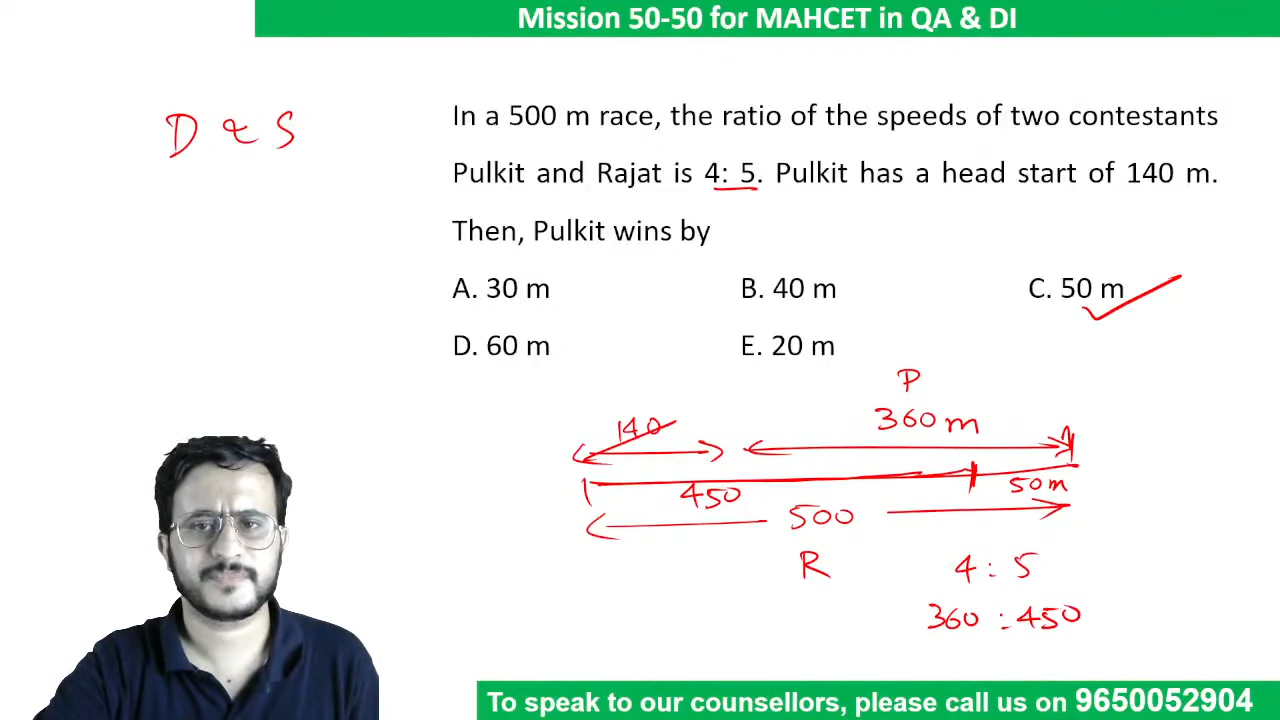 Mission 50-50 for MAHCET in QA & DI
D ∝ S
In a 500 m race, the ratio of the speeds of two contestants
Pulkit and Rajat is 4: 5. Pulkit has a head start of 140 m.
Then, Pulkit wins by
A. 30 m B. 40 m C. 50 m
D. 60 m E. 20 m
P
140 360 m
450 50 m
500
R 4 : 5
360 : 450
To speak to our counsellors, please call us on 9650052904